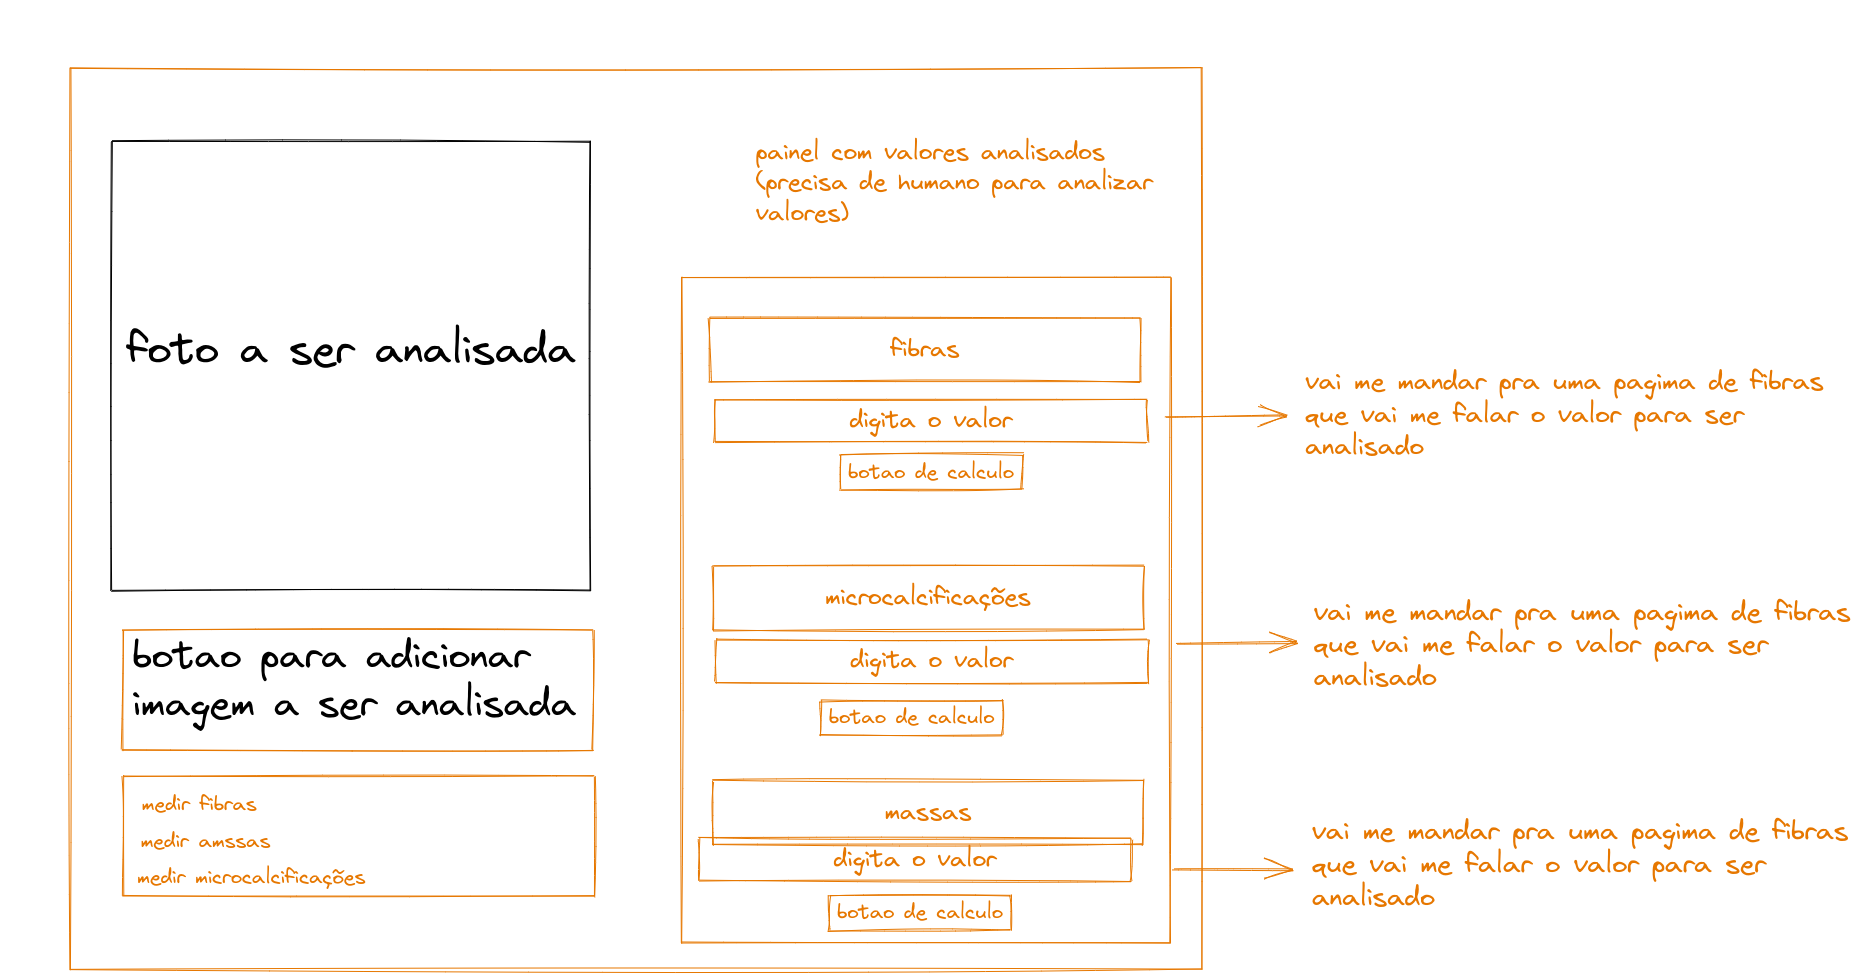 painel com valores analisados
(precisa de humano para analizar
valores)
foto a ser analisada
botao para adicionar
imagem a ser analisada
medir fibras
medir amssas
medir microcalcificações
fibras
digita o valor
botao de calculo
vai me mandar pra uma pagima de fibras
que vai me falar o valor para ser
analisado
microcalcificações
digita o valor
botao de calculo
vai me mandar pra uma pagima de fibras
que vai me falar o valor para ser
analisado
massas
digita o valor
botao de calculo
vai me mandar pra uma pagima de fibras
que vai me falar o valor para ser
analisado